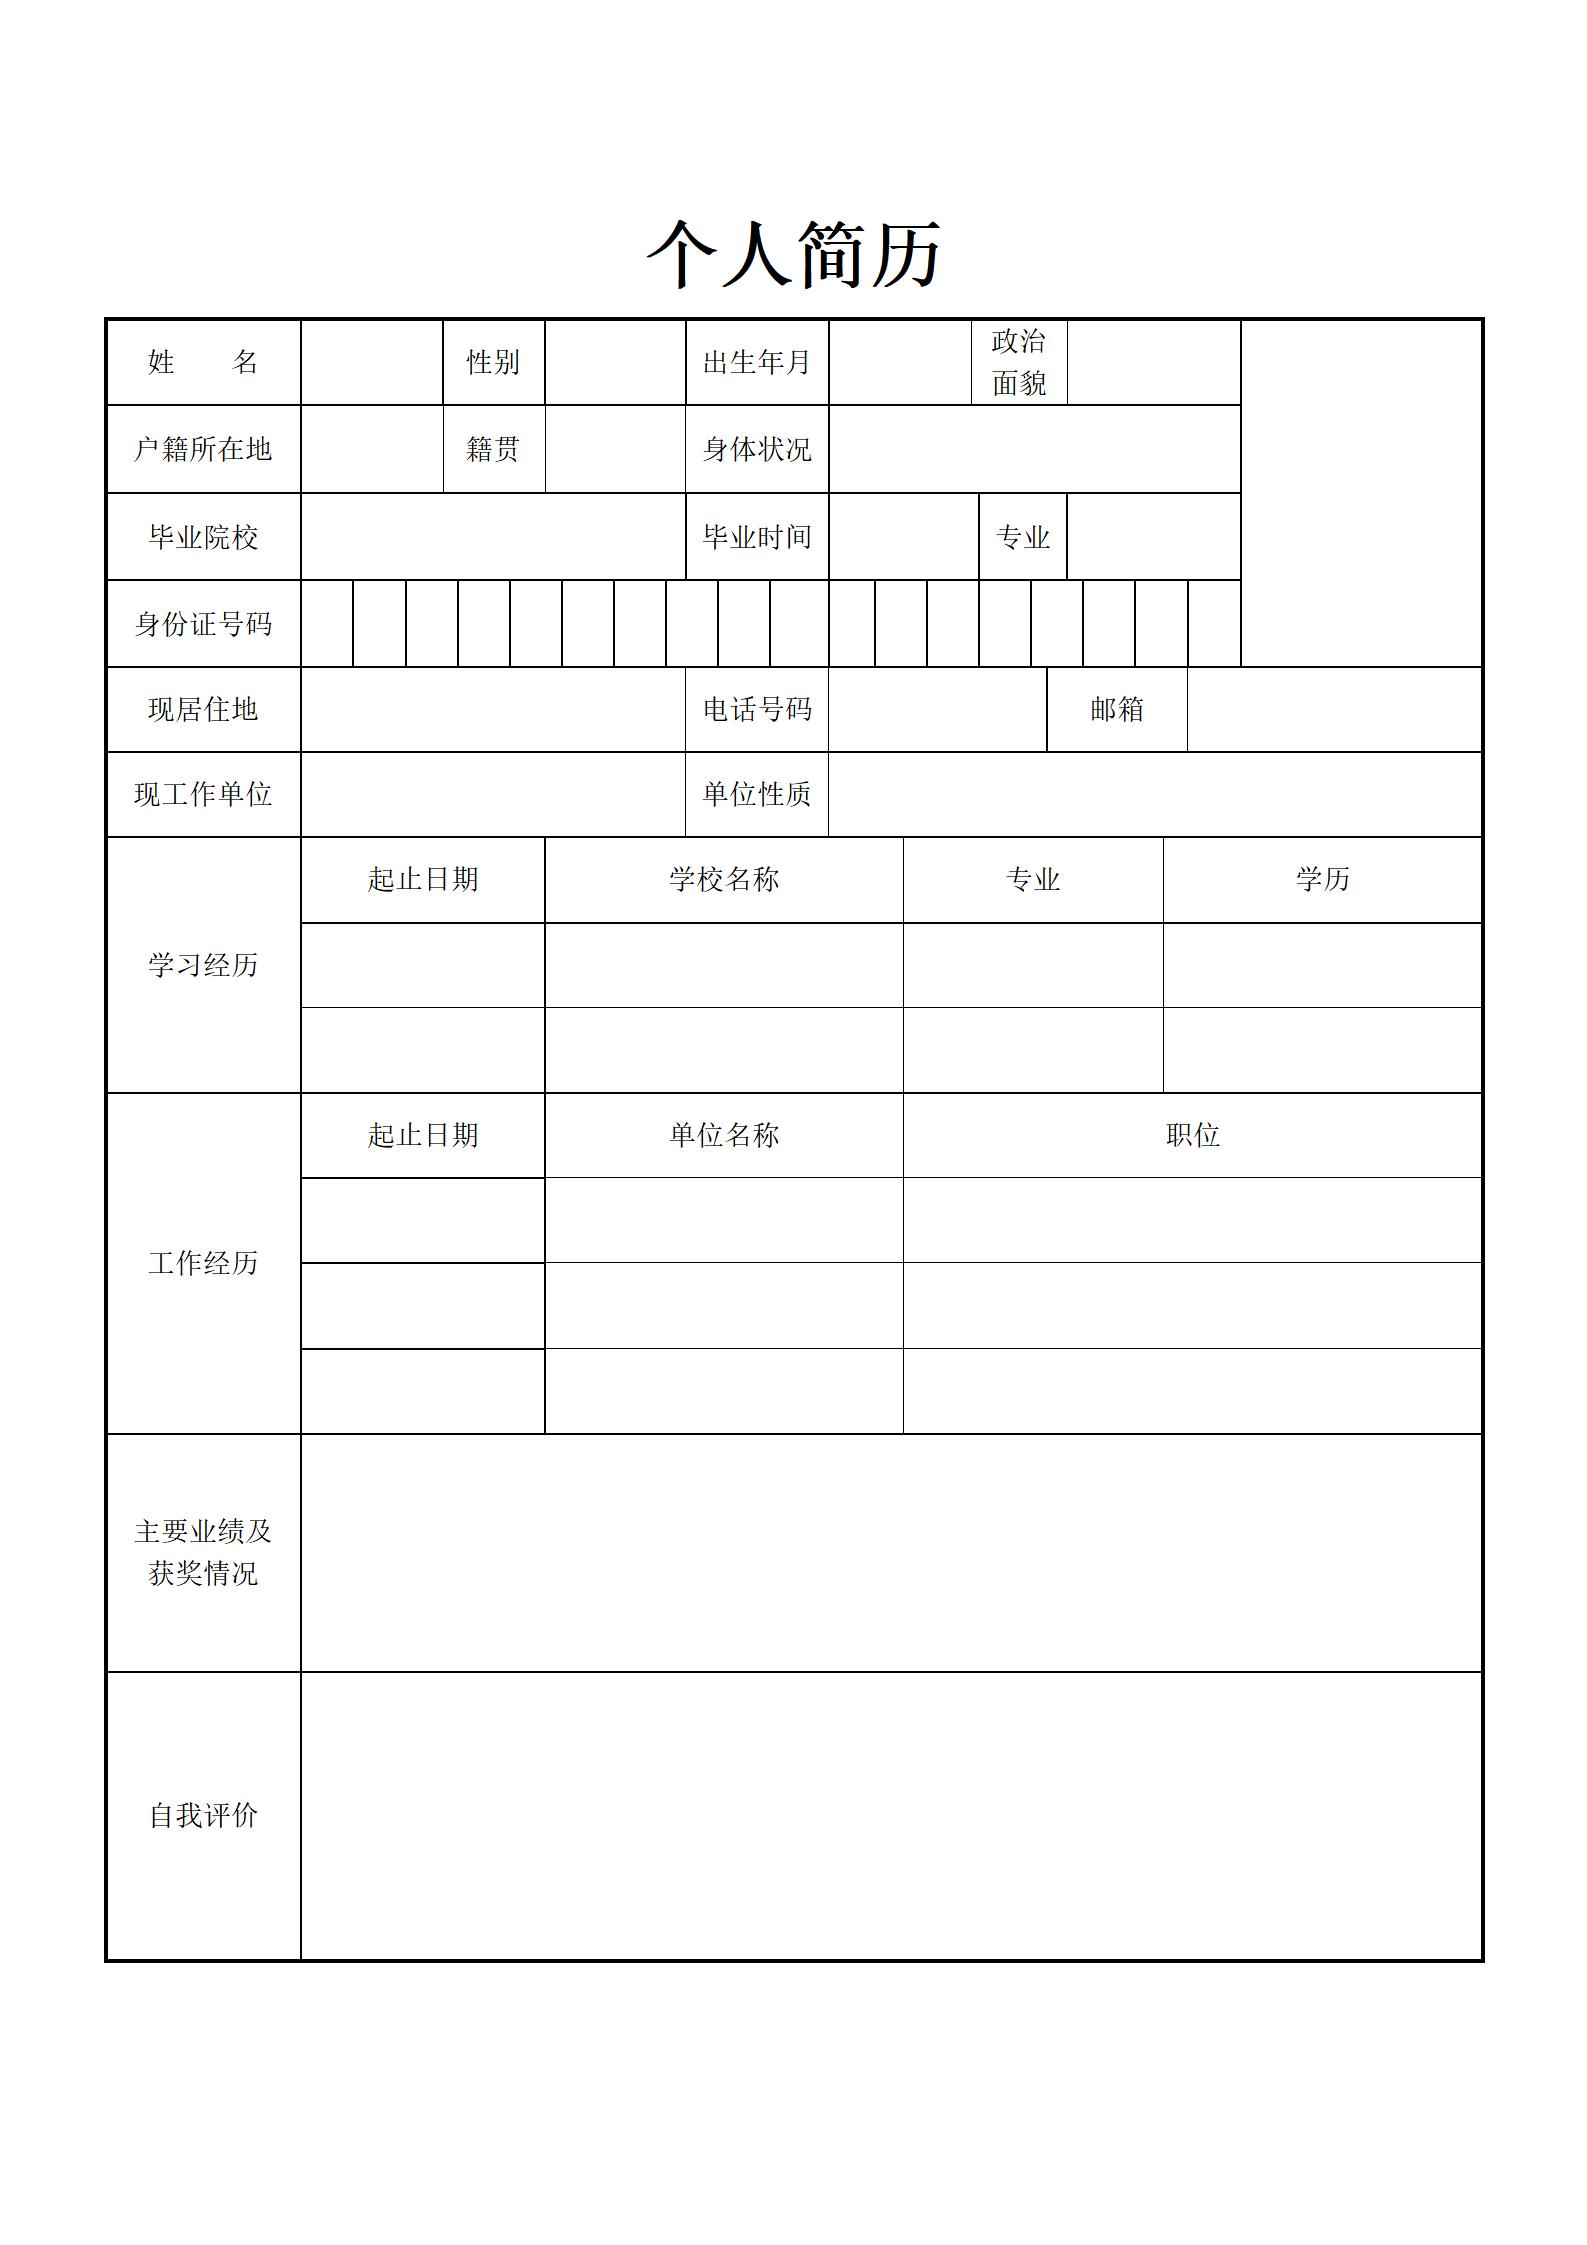 个人简历
姓　　名 性别 出生年月 政治
面貌
户籍所在地 籍贯 身体状况
毕业院校 毕业时间 专业
身份证号码
现居住地 电话号码 邮箱
现工作单位 单位性质
起止日期 学校名称 专业 学历
学习经历
起止日期 单位名称 职位
工作经历
主要业绩及
获奖情况
自我评价